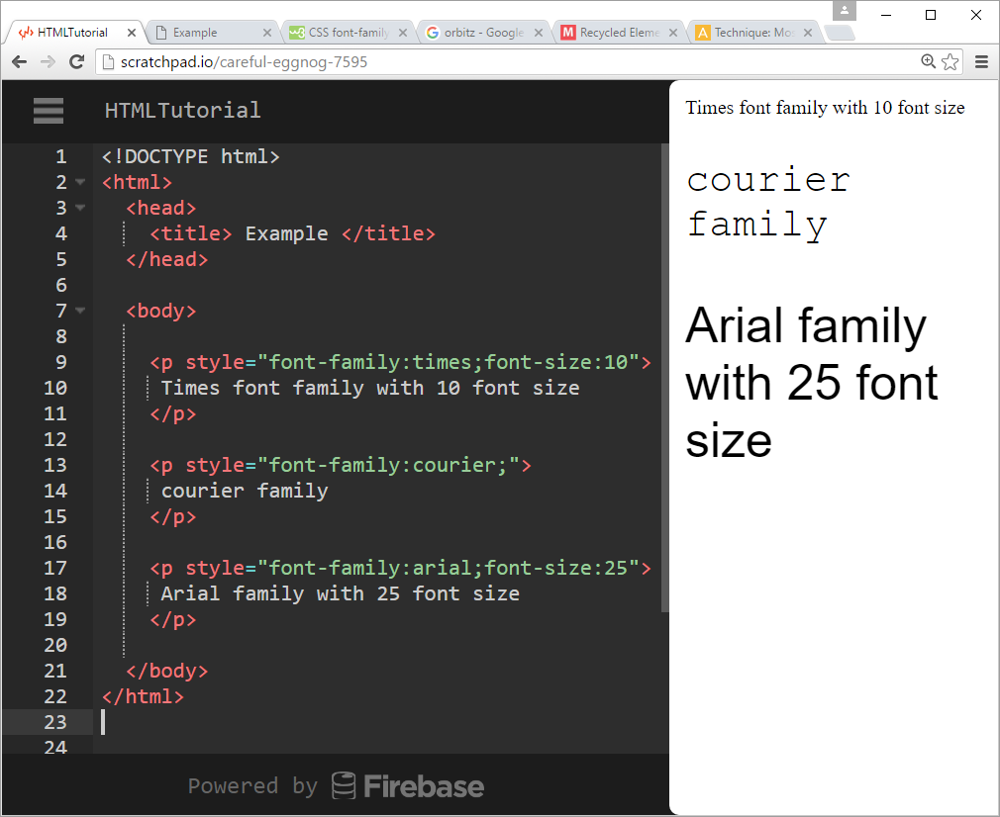 HTMLTutorial
Example
CSS font-family
orbitz - Google
Recycled Eleme
Technique: Mos
scratchpad.io/careful-eggnog-7595
HTMLTutorial
1 <!DOCTYPE html>
2 <html>
3 <head>
4 <title> Example </title>
5 </head>
6
7 <body>
8
9 <p style="font-family:times;font-size:10">
10 Times font family with 10 font size
11 </p>
12
13 <p style="font-family:courier;">
14 courier family
15 </p>
16
17 <p style="font-family:arial;font-size:25">
18 Arial family with 25 font size
19 </p>
20
21 </body>
22 </html>
23
24
Powered by Firebase
Times font family with 10 font size
courier
family
Arial family
with 25 font
size